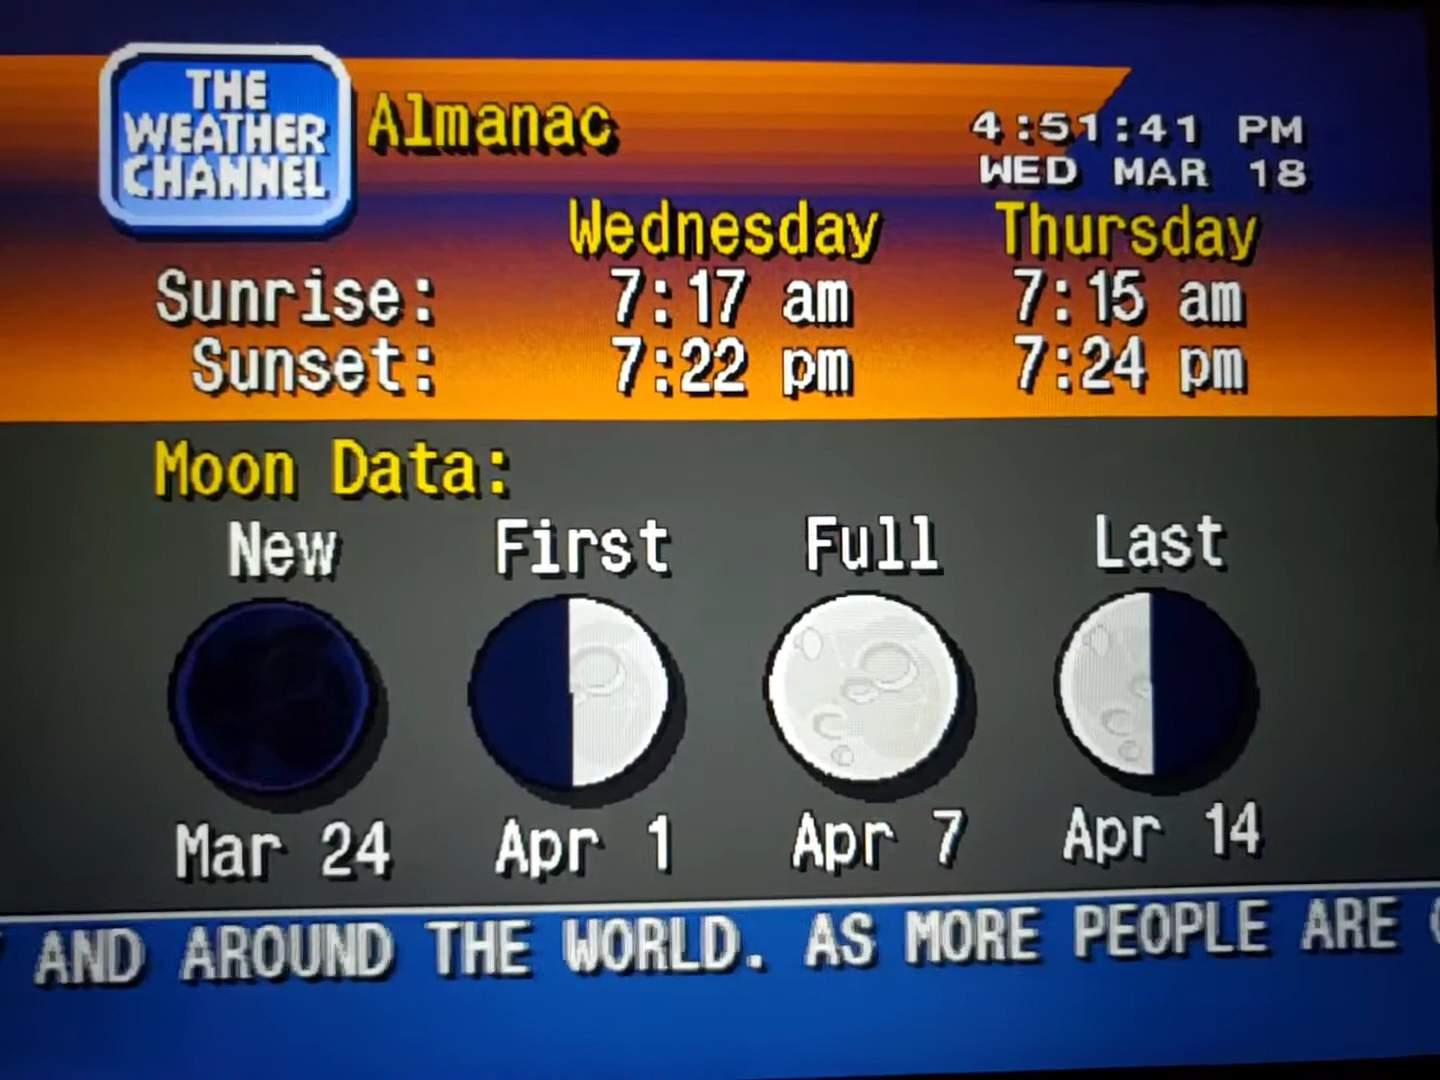 THE
WEATHER
CHANNEL
Almanac
4:51:41 PM
WED MAR 18
Wednesday Thursday
Sunrise: 7:17 am 7:15 am
Sunset: 7:22 pm 7:24 pm
Moon Data:
New First Full Last
Mar 24 Apr 1 Apr 7 Apr 14
AND AROUND THE WORLD. AS MORE PEOPLE ARE